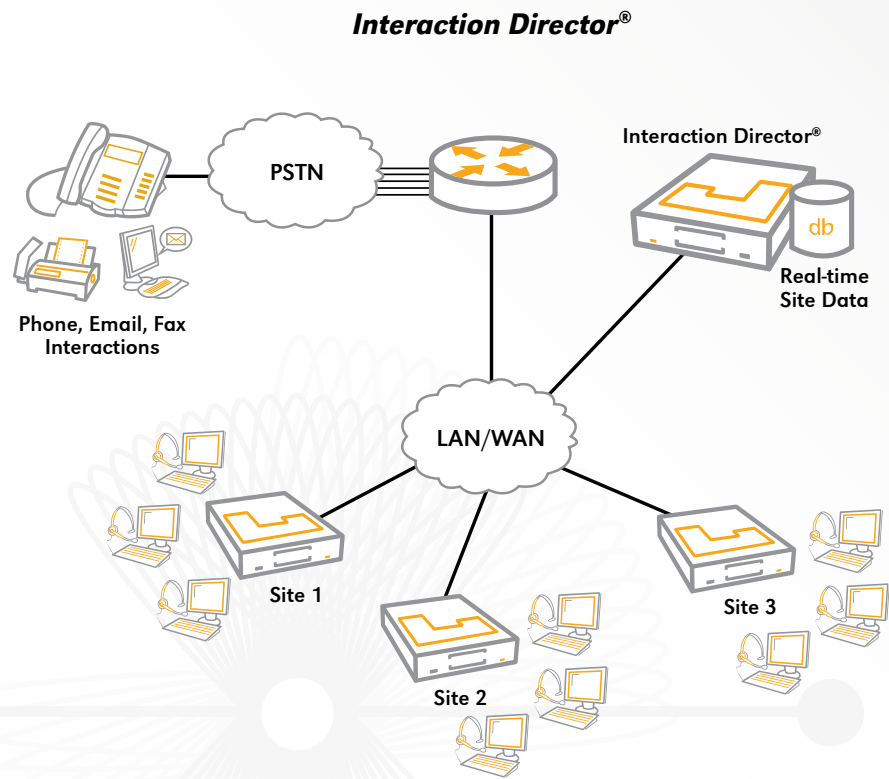 Interaction Director®
PSTN
Interaction Director®
db
Real-time
Site Data
Phone, Email, Fax
Interactions
LAN/WAN
Site 1
Site 2
Site 3